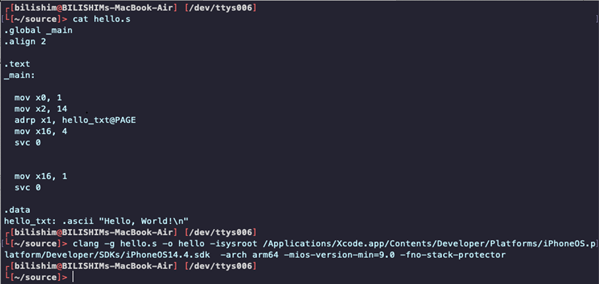 ┌[bilishim@BILISHIMs-MacBook-Air] [/dev/ttys006]
└[~/source]> cat hello.s
.global _main
.align 2
.text
_main:
mov x0, 1
mov x2, 14
adrp x1, hello_txt@PAGE
mov x16, 4
svc 0
mov x16, 1
svc 0
.data
hello_txt: .ascii "Hello, World!\n"
┌[bilishim@BILISHIMs-MacBook-Air] [/dev/ttys006]
└[~/source]> clang -g hello.s -o hello -isysroot /Applications/Xcode.app/Contents/Developer/Platforms/iPhoneOS.p
latform/Developer/SDKs/iPhoneOS14.4.sdk  -arch arm64 -mios-version-min=9.0 -fno-stack-protector
┌[bilishim@BILISHIMs-MacBook-Air] [/dev/ttys006]
└[~/source]>